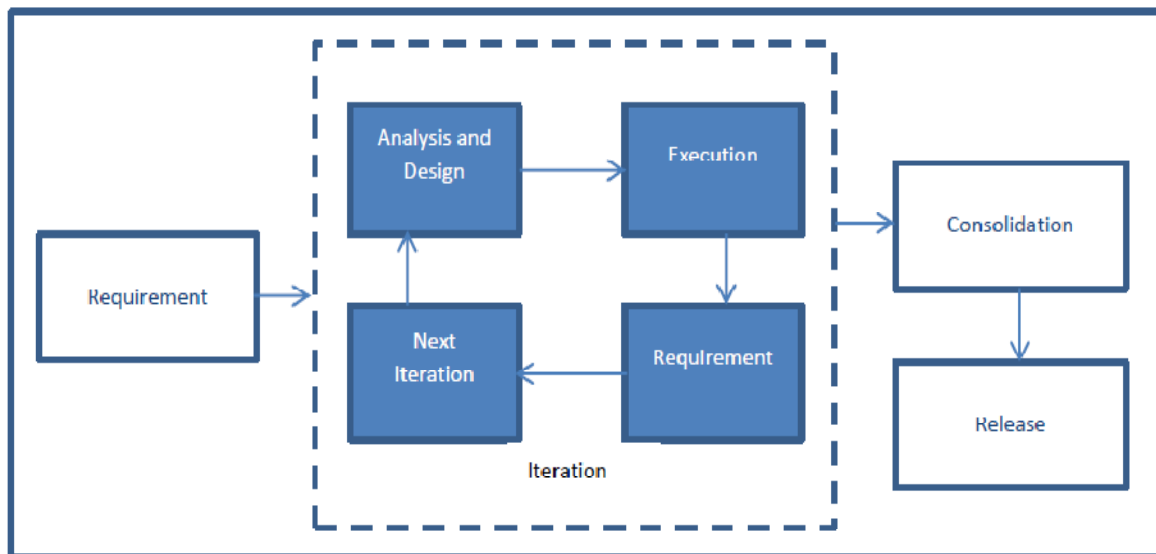 Analysis and
Design
Execution
Consolidation
Requirement
Next
Iteration
Requirement
Release
Iteration